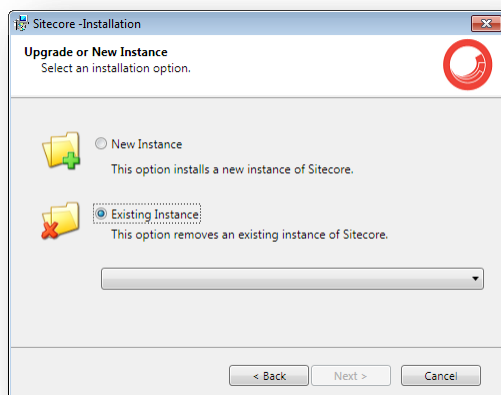 Sitecore -Installation
Upgrade or New Instance
Select an installation option.
New Instance
This option installs a new instance of Sitecore.
Existing Instance
This option removes an existing instance of Sitecore.
< Back Next > Cancel